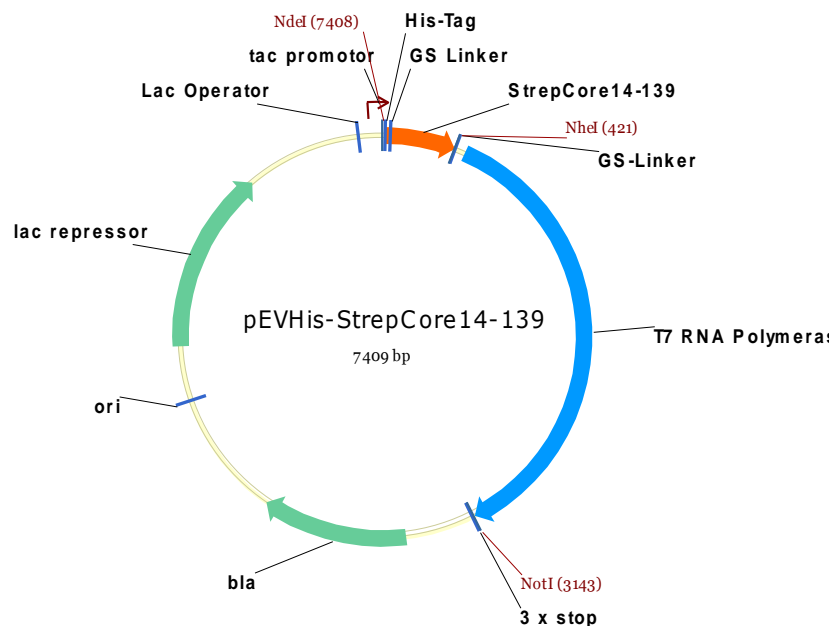 His-Tag
NdeI (7408)
tac promotor
GS Linker
Lac Operator
StrepCore14-139
NheI (421)
GS-Linker
lac repressor
pEVHis-StrepCore14-139
T7 RNA Polymeras
7409 bp
ori
bla
NotI (3143)
3 x stop